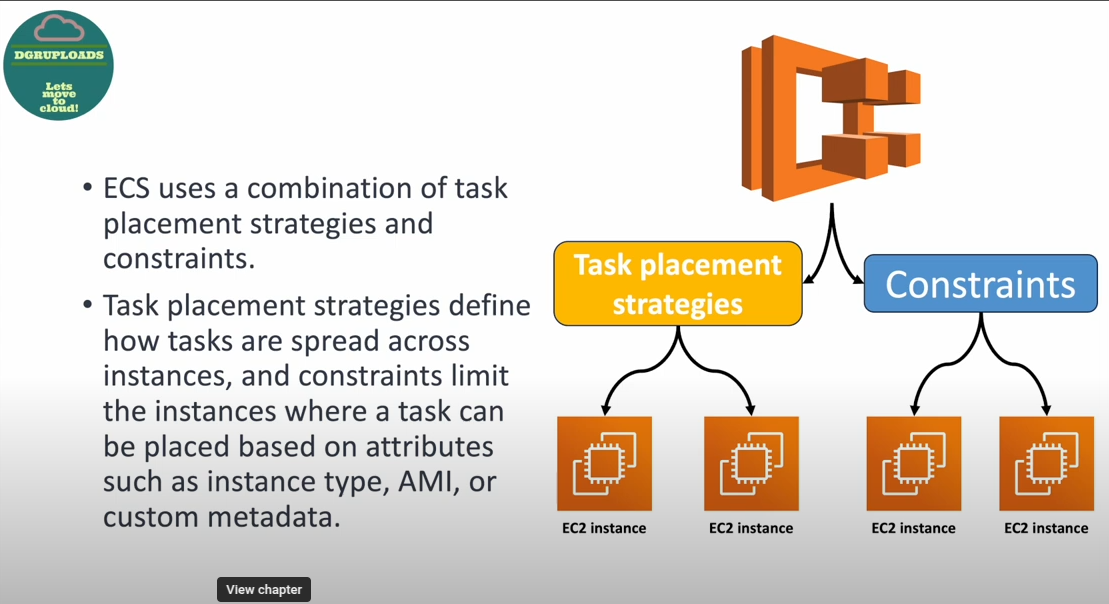 DGRUPLOADS
Lets
move
to
cloud!
• ECS uses a combination of task
placement strategies and
constraints.
• Task placement strategies define
how tasks are spread across
instances, and constraints limit
the instances where a task can
be placed based on attributes
such as instance type, AMI, or
custom metadata.
Task placement
strategies
Constraints
EC2 instance
EC2 instance
EC2 instance
EC2 instance
View chapter